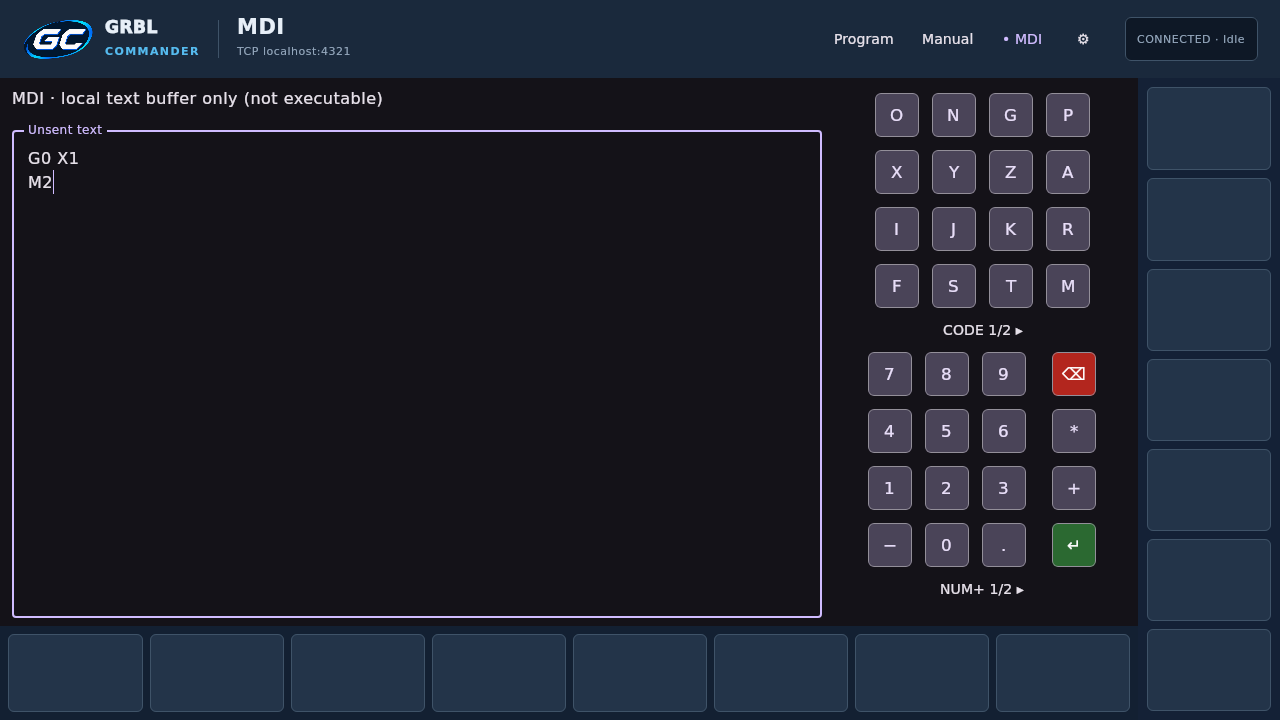 GC GRBL
COMMANDER
MDI
TCP localhost:4321
Program Manual • MDI ⚙ CONNECTED · Idle
MDI · local text buffer only (not executable)
Unsent text
G0 X1
M2
O N G P
X Y Z A
I J K R
F S T M
CODE 1/2 ▸
7 8 9 ⌫
4 5 6 *
1 2 3 +
− 0 . ↵
NUM+ 1/2 ▸